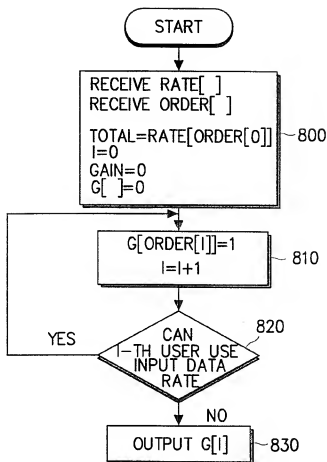 START
RECEIVE RATE[ ]
RECEIVE ORDER[ ]
TOTAL=RATE[ORDER[0]]
I=0
GAIN=0
G[ ]=0
800
G[ORDER[I]]=1
I=I+1
810
CAN
I-TH USER USE
INPUT DATA
RATE
820
YES
NO
OUTPUT G[I]
830